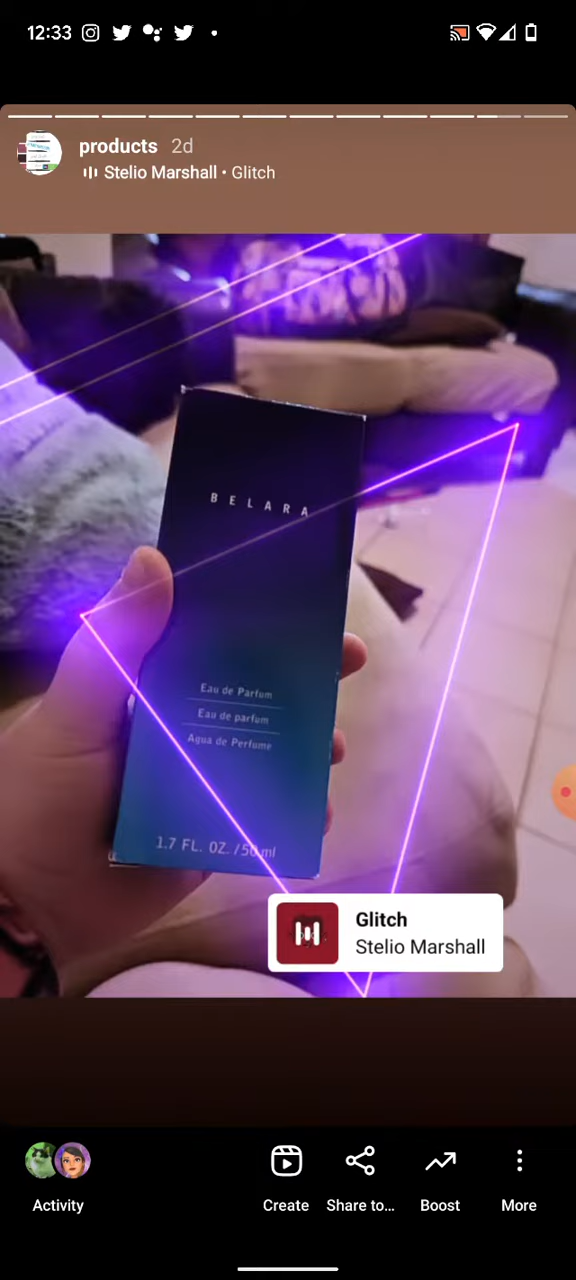 12:33
products 2d
Stelio Marshall • Glitch
BELARA
Eau de Parfum
Eau de parfum
Agua de Perfume
1.7 FL. OZ. /50 ml
Glitch
Stelio Marshall
Activity
Create
Share to...
Boost
More